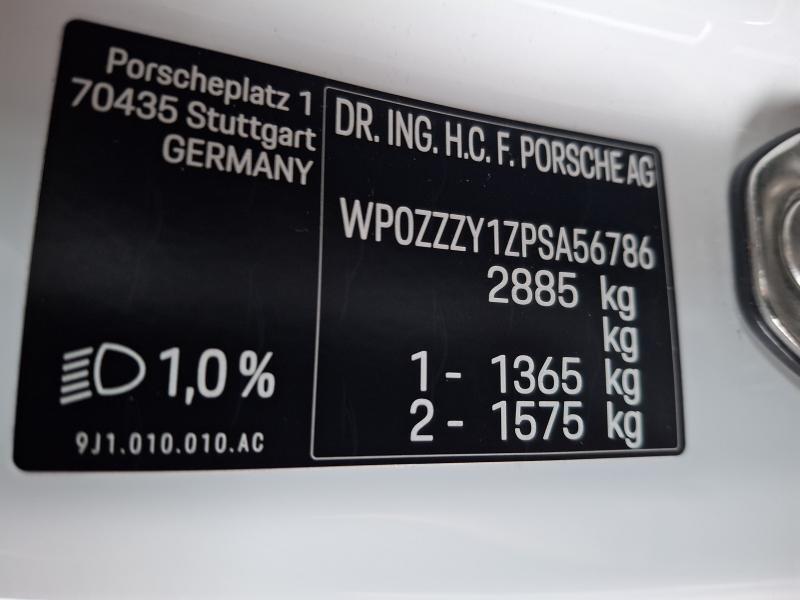 Porscheplatz 1
70435 Stuttgart
GERMANY
1,0 %
9J1.010.010.AC
DR. ING. H.C. F. PORSCHE AG
WP0ZZZY1ZPSA56786
2885 kg
kg
1 - 1365 kg
2 - 1575 kg